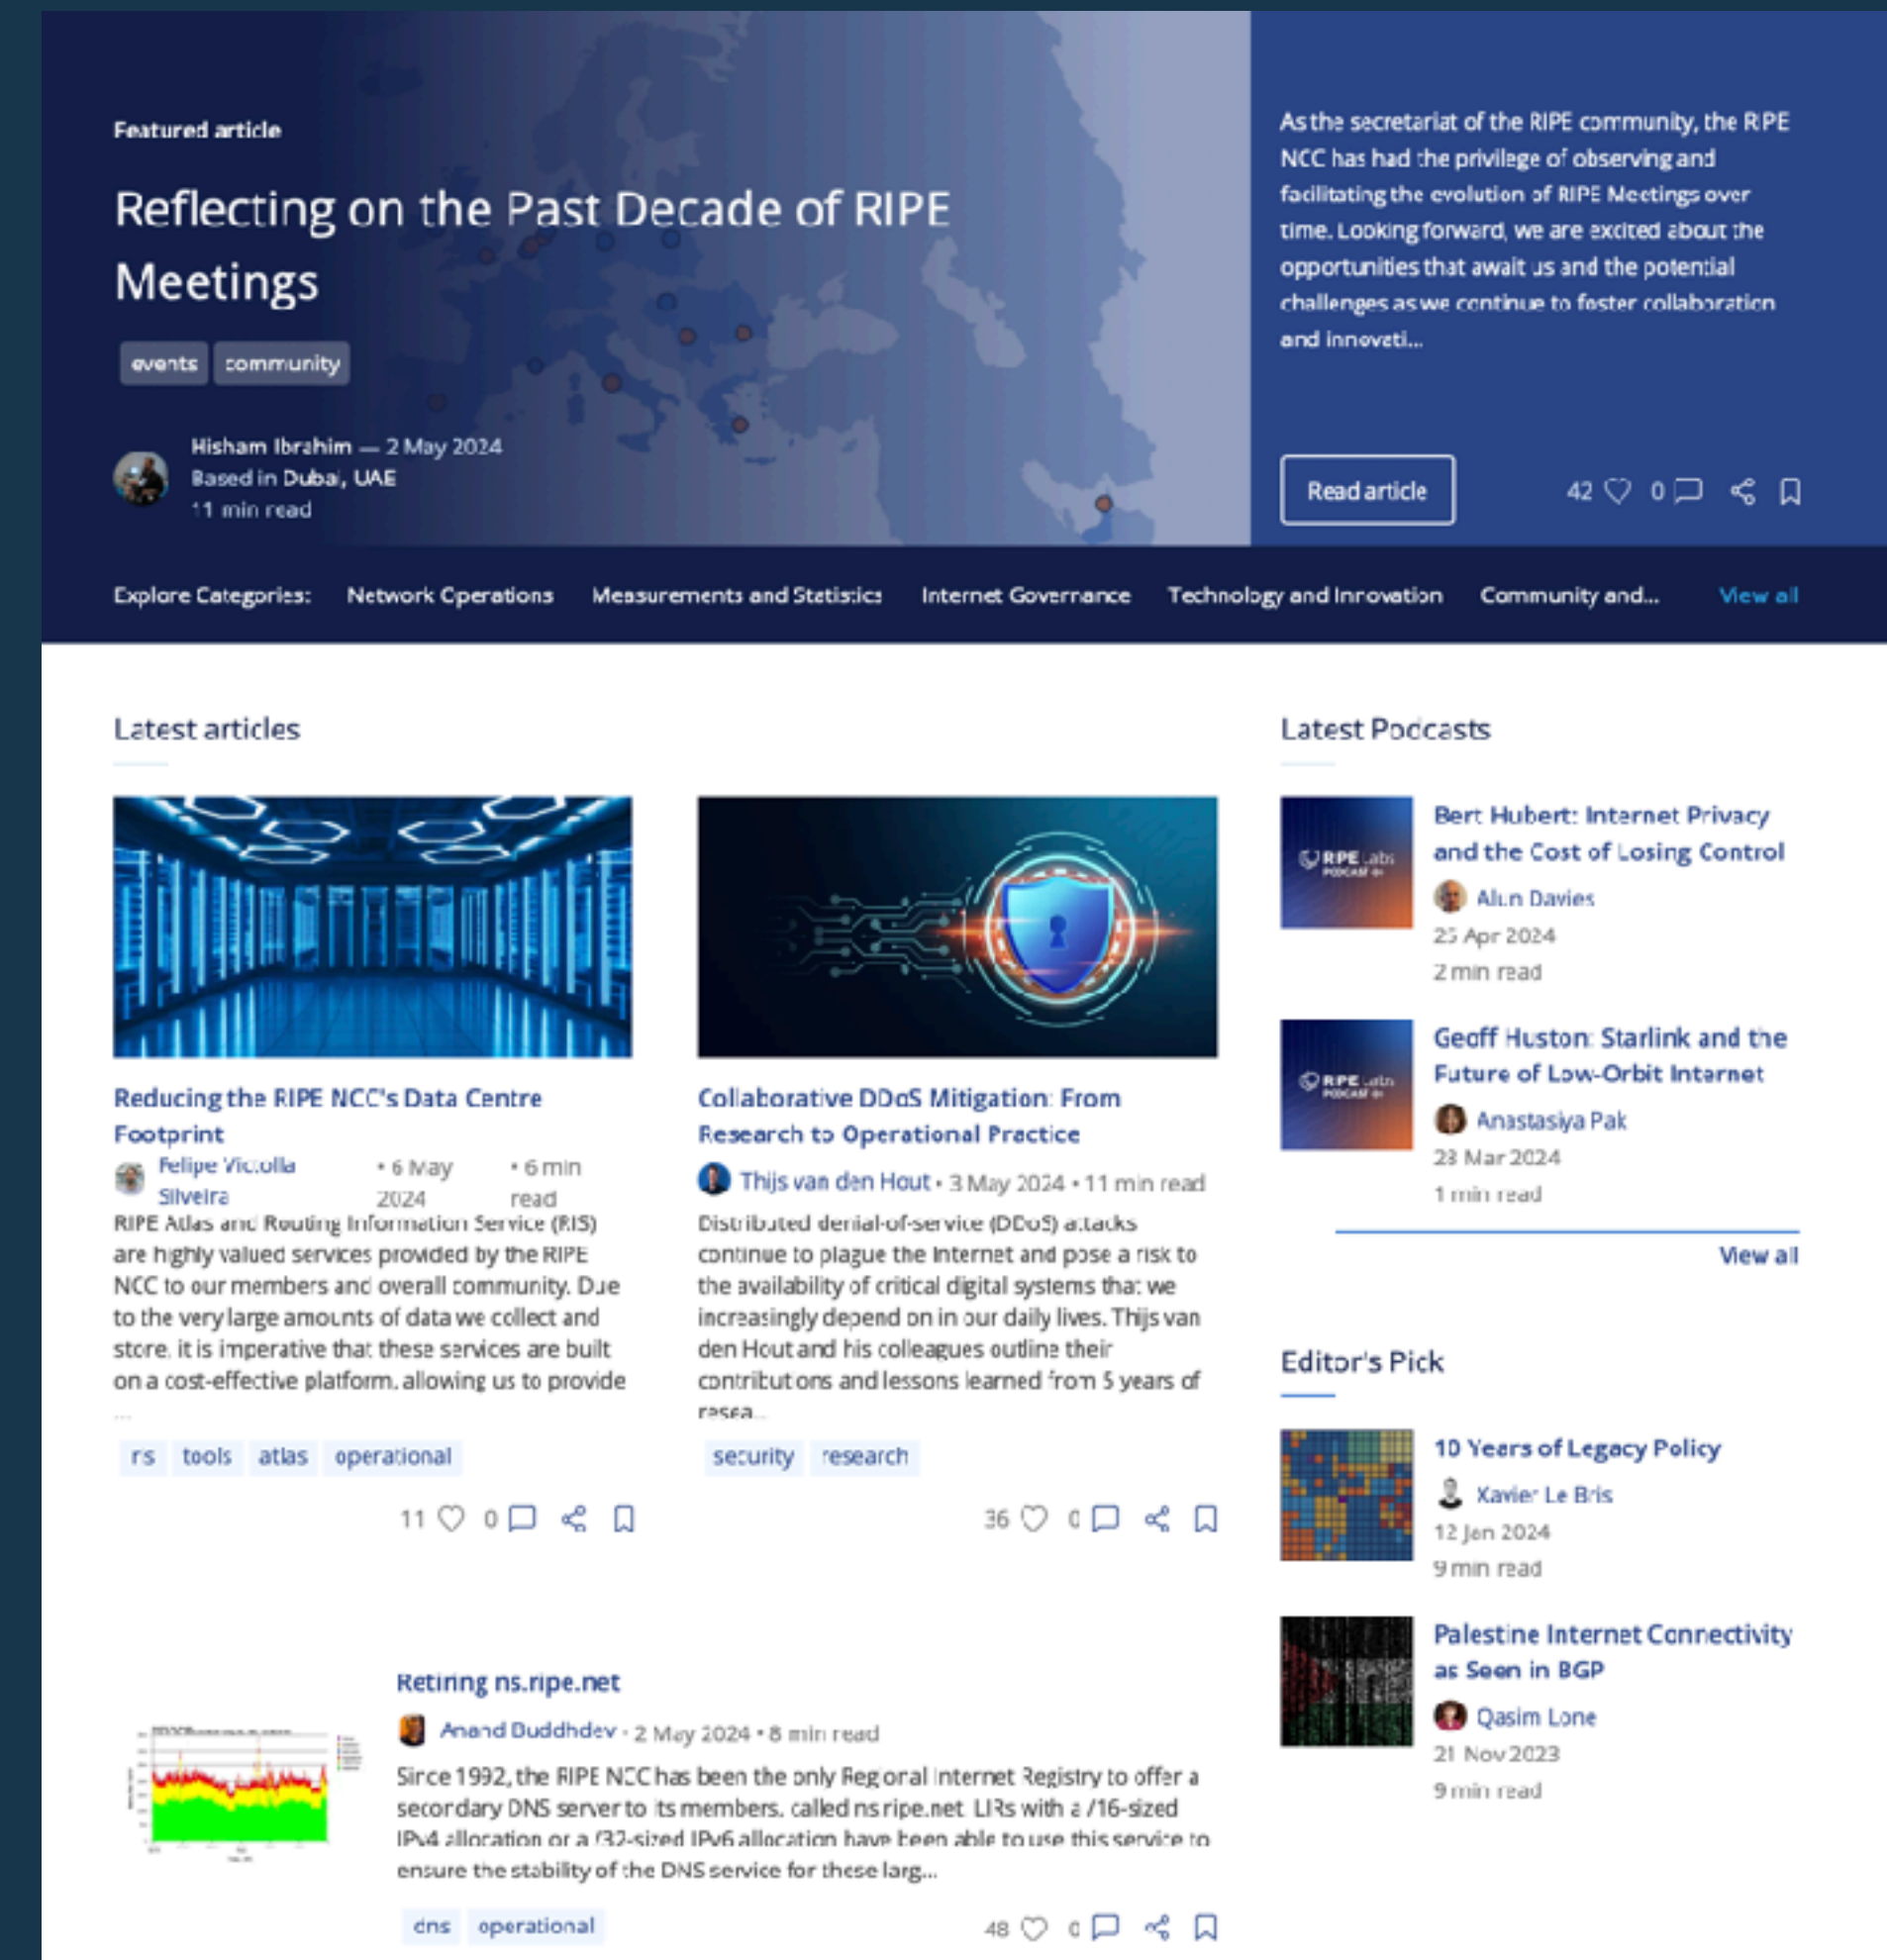 Featured article
Reflecting on the Past Decade of RIPE
Meetings
events community
Hisham Ibrahim — 2 May 2024
Based in Dubai, UAE
11 min read
As the secretariat of the RIPE community, the RIPE
NCC has had the privilege of observing and
facilitating the evolution of RIPE Meetings over
time. Looking forward, we are excited about the
opportunities that await us and the potential
challenges as we continue to foster collaboration
and innovati...
Read article
42 0
Explore Categories: Network Operations Measurements and Statistics Internet Governance Technology and Innovation Community and... View all
Latest articles
Reducing the RIPE NCC's Data Centre
Footprint
Felipe Victolla
Silveira
• 6 May
2024
• 6 min
read
RIPE Atlas and Routing Information Service (RIS)
are highly valued services provided by the RIPE
NCC to our members and overall community. Due
to the very large amounts of data we collect and
store, it is imperative that these services are built
on a cost-effective platform, allowing us to provide
...
ris tools atlas operational
11 0
Collaborative DDoS Mitigation: From
Research to Operational Practice
Thijs van den Hout • 3 May 2024 • 11 min read
Distributed denial-of-service (DDoS) attacks
continue to plague the Internet and pose a risk to
the availability of critical digital systems that we
increasingly depend on in our daily lives. Thijs van
den Hout and his colleagues outline their
contributions and lessons learned from 5 years of
resea...
security research
36 0
Retiring ns.ripe.net
Anand Buddhdev • 2 May 2024 • 8 min read
Since 1992, the RIPE NCC has been the only Regional Internet Registry to offer a
secondary DNS server to its members, called ns.ripe.net. LIRs with a /16-sized
IPv4 allocation or a /32-sized IPv6 allocation have been able to use this service to
ensure the stability of the DNS service for these larg...
dns operational
48 0
Latest Podcasts
RIPE Labs
PODCAST
Bert Hubert: Internet Privacy
and the Cost of Losing Control
Alun Davies
25 Apr 2024
2 min read
RIPE Labs
PODCAST
Geoff Huston: Starlink and the
Future of Low-Orbit Internet
Anastasiya Pak
28 Mar 2024
1 min read
View all
Editor's Pick
10 Years of Legacy Policy
Xavier Le Bris
12 Jan 2024
9 min read
Palestine Internet Connectivity
as Seen in BGP
Qasim Lone
21 Nov 2023
9 min read